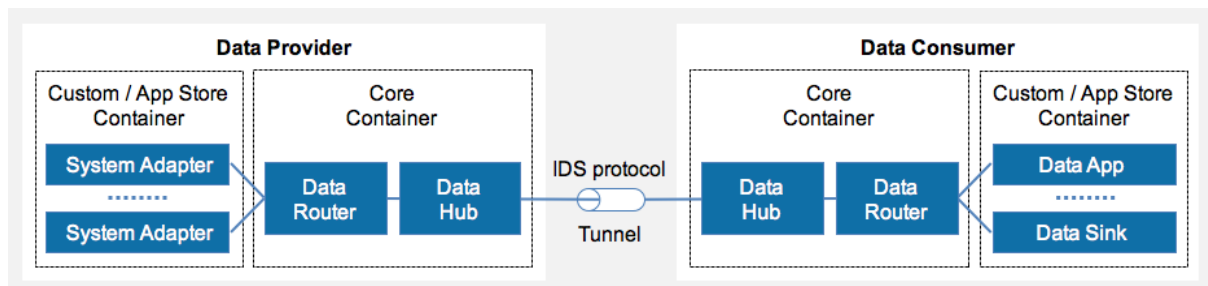 Data Provider
Custom / App Store
Container
System Adapter
System Adapter
Core
Container
Data
Router
Data
Hub
IDS protocol
Tunnel
Data Consumer
Core
Container
Data
Hub
Data
Router
Custom / App Store
Container
Data App
Data Sink